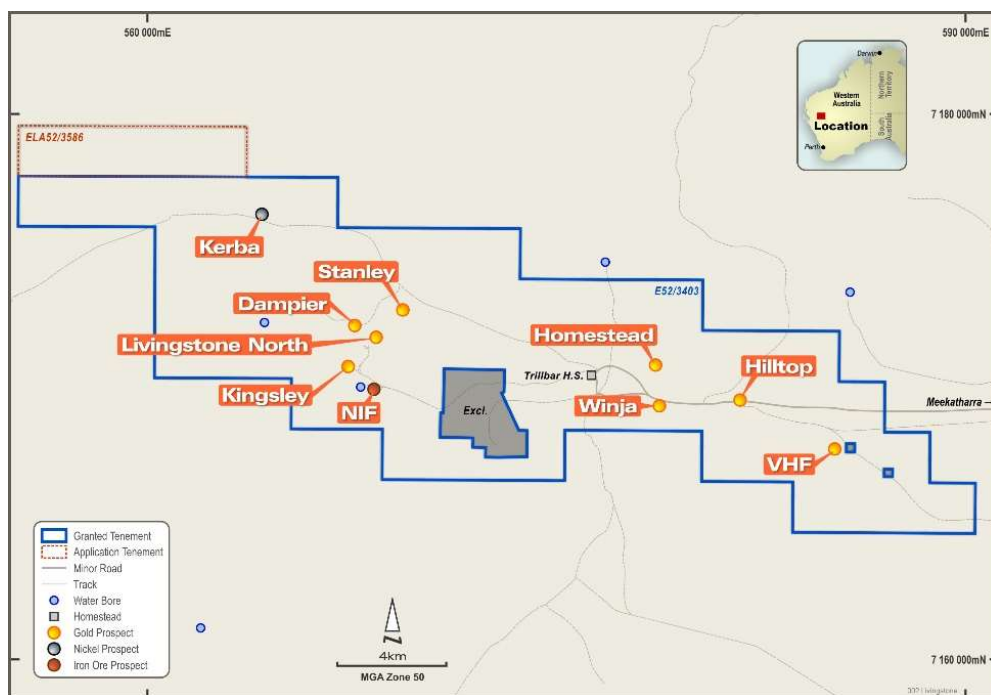 560 000mE
590 000mE
Darwin
Western
Australia
Northern
Territory
South
Australia
Location
Perth
7 180 000mN
ELA52/3586
Kerba
Stanley
E52/3403
Dampier
Livingstone North
Homestead
Kingsley
Trillbar H.S.
Hilltop
NIF
Excl.
Winja
Meekatharra
VHF
Granted Tenement
Application Tenement
Minor Road
Track
Water Bore
Homestead
Gold Prospect
Nickel Prospect
Iron Ore Prospect
4km
MGA Zone 50
7 160 000mN